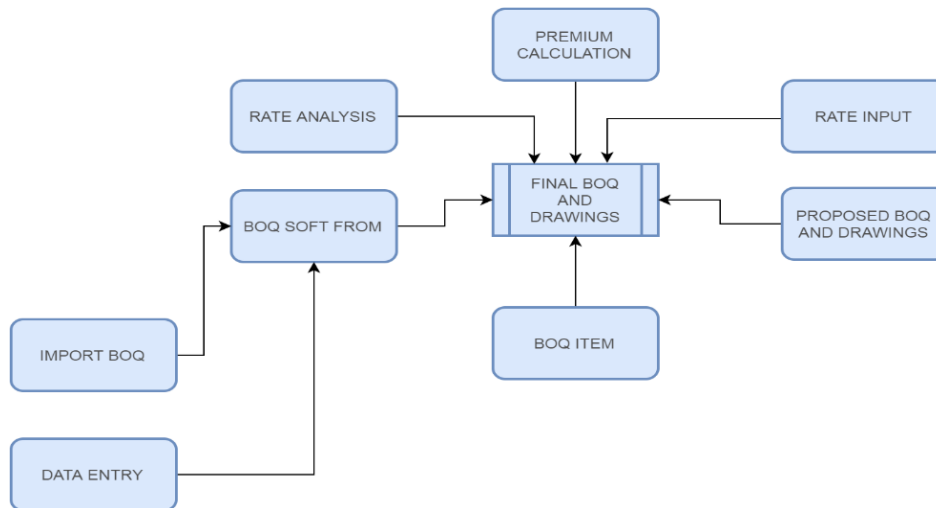 PREMIUM
CALCULATION
RATE ANALYSIS
RATE INPUT
FINAL BOQ
AND
DRAWINGS
BOQ SOFT FROM
PROPOSED BOQ
AND DRAWINGS
IMPORT BOQ
BOQ ITEM
DATA ENTRY